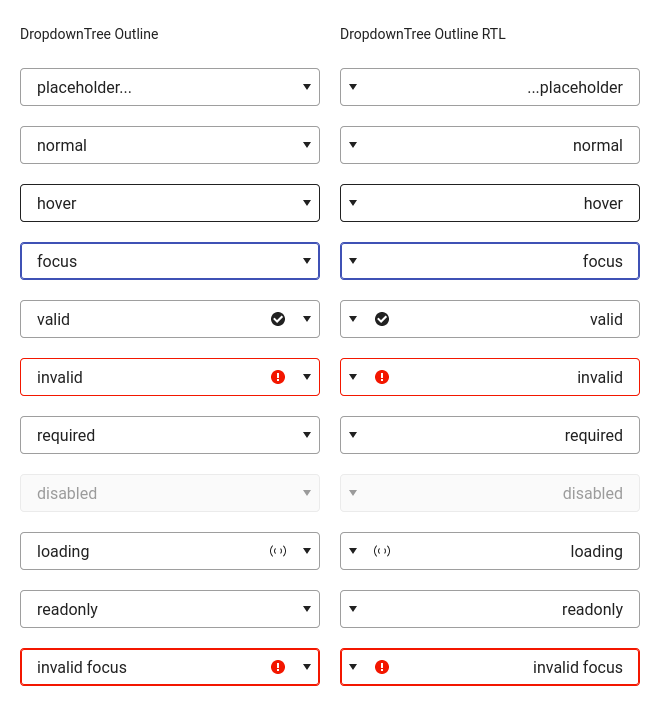 DropdownTree Outline
DropdownTree Outline RTL
placeholder...
...placeholder
normal
normal
hover
hover
focus
focus
valid
valid
invalid
invalid
required
required
disabled
disabled
loading
loading
readonly
readonly
invalid focus
invalid focus